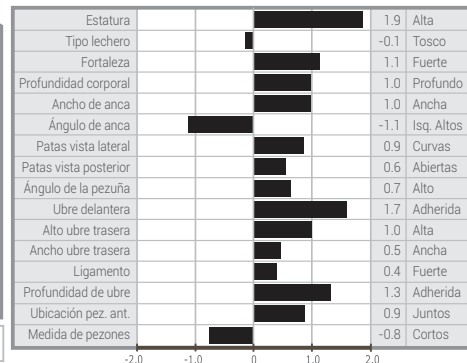 Estatura 1.9 Alta
Tipo lechero -0.1 Tosco
Fortaleza 1.1 Fuerte
Profundidad corporal 1.0 Profundo
Ancho de anca 1.0 Ancha
Ángulo de anca -1.1 Isq. Altos
Patas vista lateral 0.9 Curvas
Patas vista posterior 0.6 Abiertas
Ángulo de la pezuña 0.7 Alto
Ubre delantera 1.7 Adherida
Alto ubre trasera 1.0 Alta
Ancho ubre trasera 0.5 Ancha
Ligamento 0.4 Fuerte
Profundidad de ubre 1.3 Adherida
Ubicación pez. ant. 0.9 Juntos
Medida de pezones -0.8 Cortos
-2.0 -1.0 0 1.0 2.0